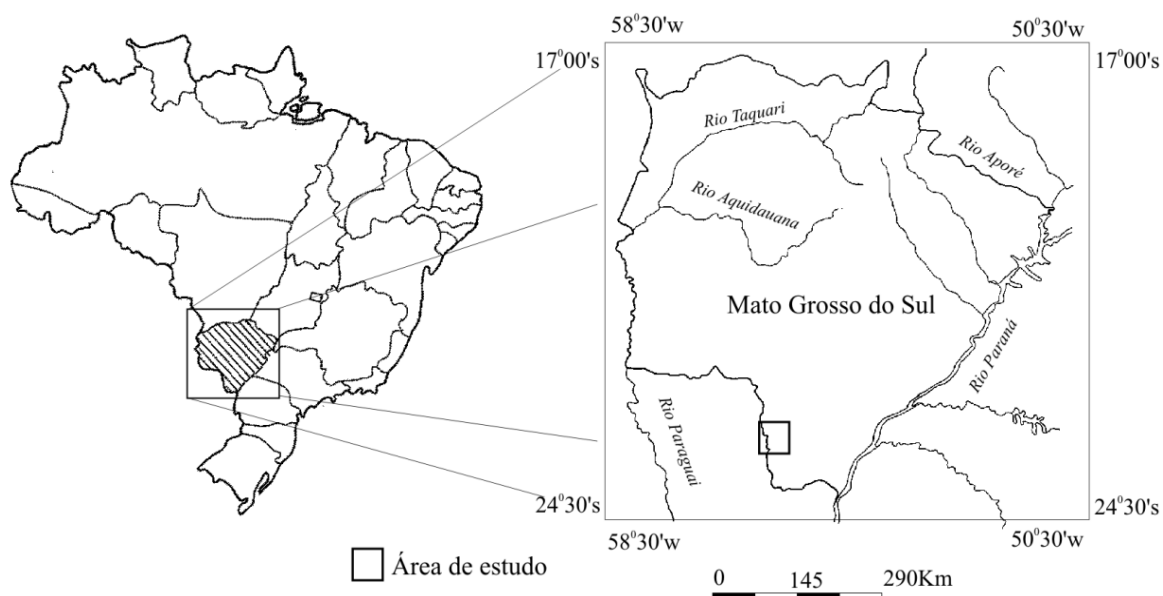 58°30'w
50°30'w
17°00's
17°00's
Rio Taquari
Rio Aporé
Rio Aquidauana
Mato Grosso do Sul
Rio Paraná
Rio Paraguai
24°30's
24°30's
58°30'w
50°30'w
Área de estudo
0 145 290Km